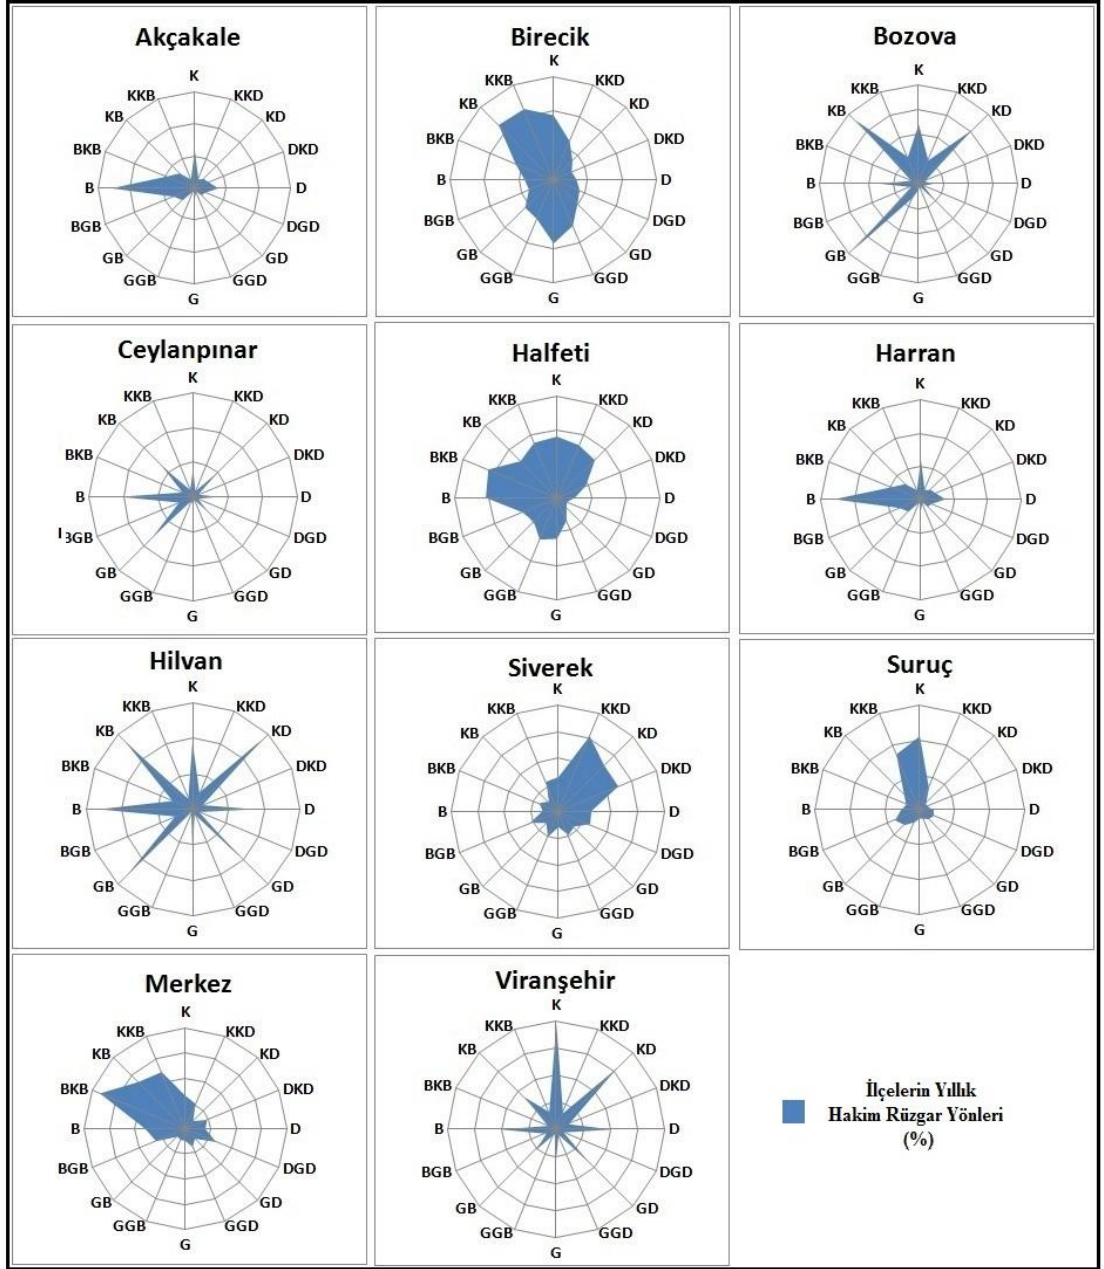 Akçakale
K
KKB
KKD
KB
KD
BKB
DKD
B
D
BGB
DGD
GB
GD
GGB
GGD
G
Birecik
K
KKB
KKD
KB
KD
BKB
DKD
B
D
BGB
DGD
GB
GD
GGB
GGD
G
Bozova
K
KKB
KKD
KB
KD
BKB
DKD
B
D
BGB
DGD
GB
GD
GGB
GGD
G
Ceylanpınar
K
KKB
KKD
KB
KD
BKB
DKD
B
D
BGB
DGD
GB
GD
GGB
GGD
G
Halfeti
K
KKB
KKD
KB
KD
BKB
DKD
B
D
BGB
DGD
GB
GD
GGB
GGD
G
Harran
K
KKB
KKD
KB
KD
BKB
DKD
B
D
BGB
DGD
GB
GD
GGB
GGD
G
Hilvan
K
KKB
KKD
KB
KD
BKB
DKD
B
D
BGB
DGD
GB
GD
GGB
GGD
G
Siverek
K
KKB
KKD
KB
KD
BKB
DKD
B
D
BGB
DGD
GB
GD
GGB
GGD
G
Suruç
K
KKB
KKD
KB
KD
BKB
DKD
B
D
BGB
DGD
GB
GD
GGB
GGD
G
Merkez
K
KKB
KKD
KB
KD
BKB
DKD
B
D
BGB
DGD
GB
GD
GGB
GGD
G
Viranşehir
K
KKB
KKD
KB
KD
BKB
DKD
B
D
BGB
DGD
GB
GD
GGB
GGD
G
İlçelerin Yıllık
Hakim Rüzgar Yönleri
(%)